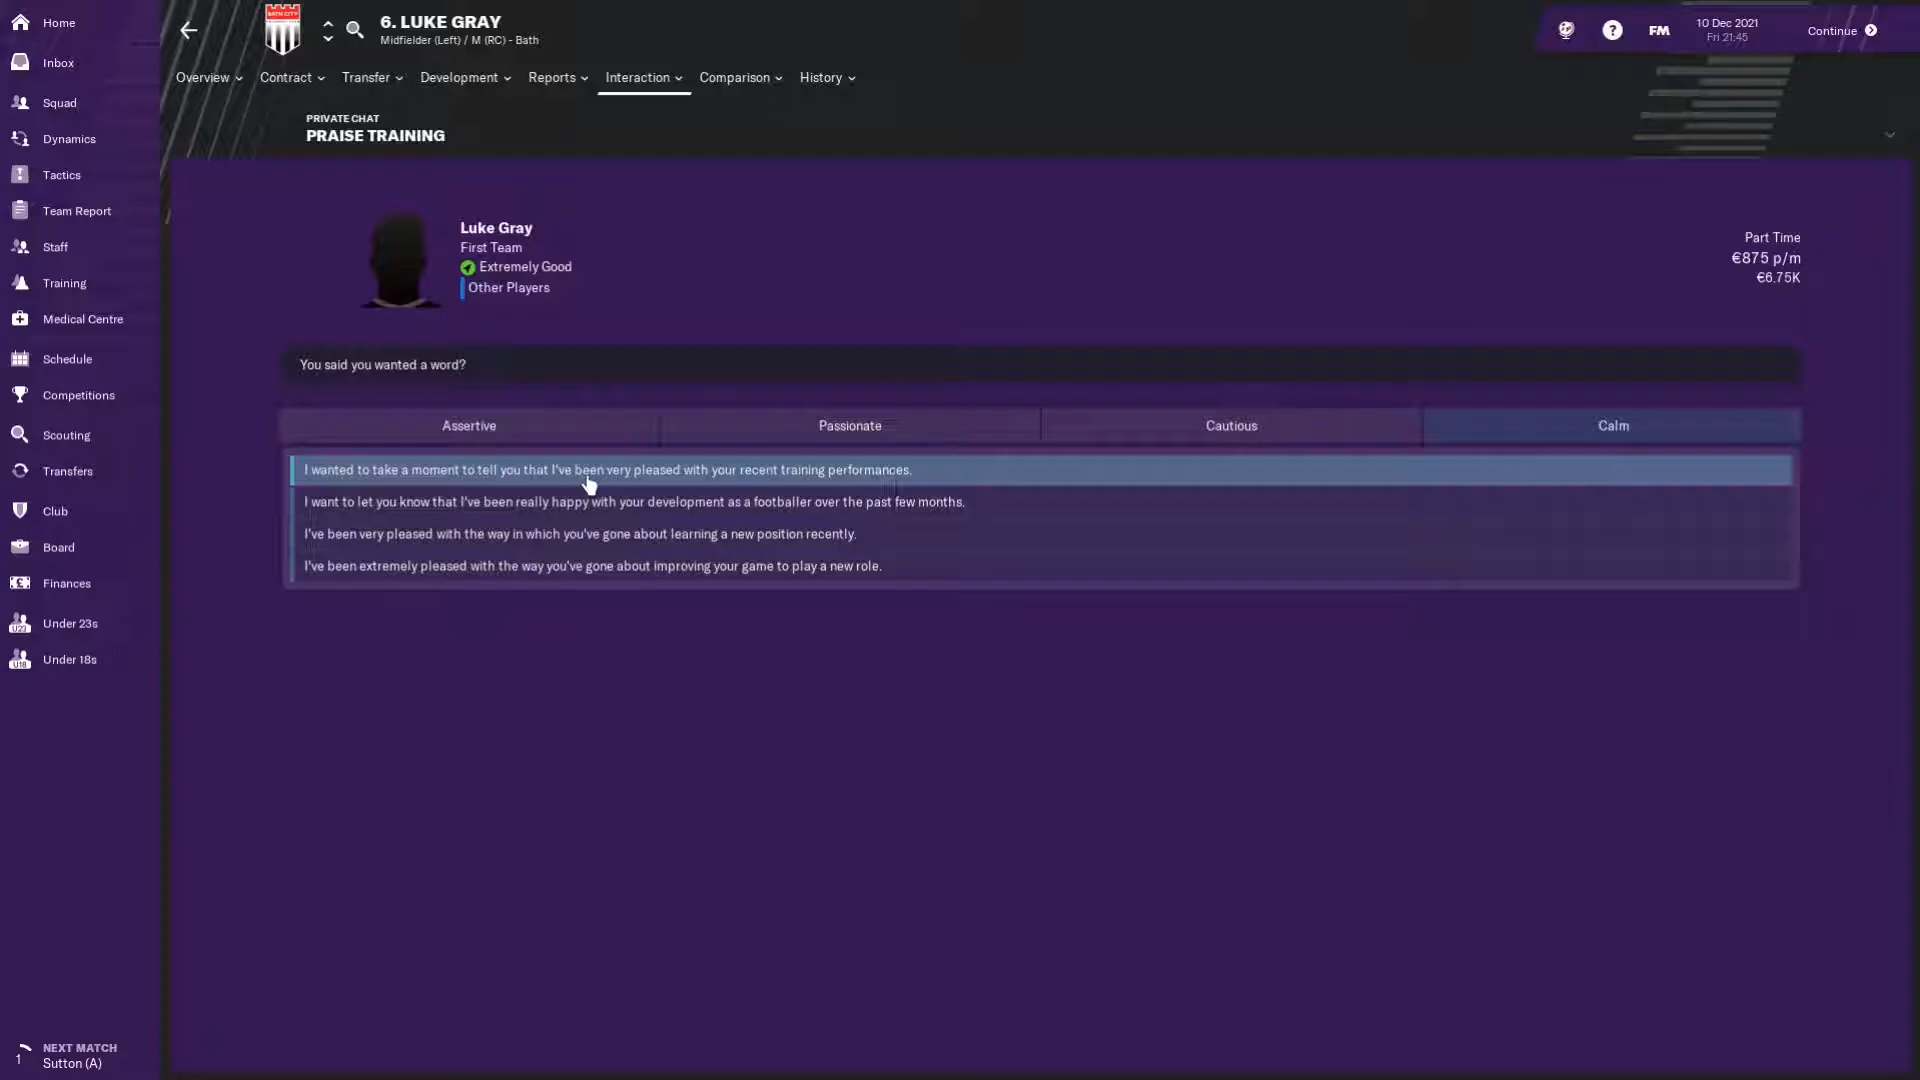 Home
Inbox
Squad
Dynamics
Tactics
Team Report
Staff
Training
Medical Centre
Schedule
Competitions
Scouting
Transfers
Club
Board
Finances
U23
Under 23s
U18
Under 18s
1
NEXT MATCH
Sutton (A)
BATH CITY
6. LUKE GRAY
Midfielder (Left) / M (RC) - Bath
?
FM
10 Dec 2021
Fri 21:45
Continue
Overview
Contract
Transfer
Development
Reports
Interaction
Comparison
History
PRIVATE CHAT
PRAISE TRAINING
Luke Gray
First Team
Extremely Good
Other Players
Part Time
€875 p/m
€6.75K
You said you wanted a word?
Assertive
Passionate
Cautious
Calm
I wanted to take a moment to tell you that I've been very pleased with your recent training performances.
I want to let you know that I've been really happy with your development as a footballer over the past few months.
I've been very pleased with the way in which you've gone about learning a new position recently.
I've been extremely pleased with the way you've gone about improving your game to play a new role.